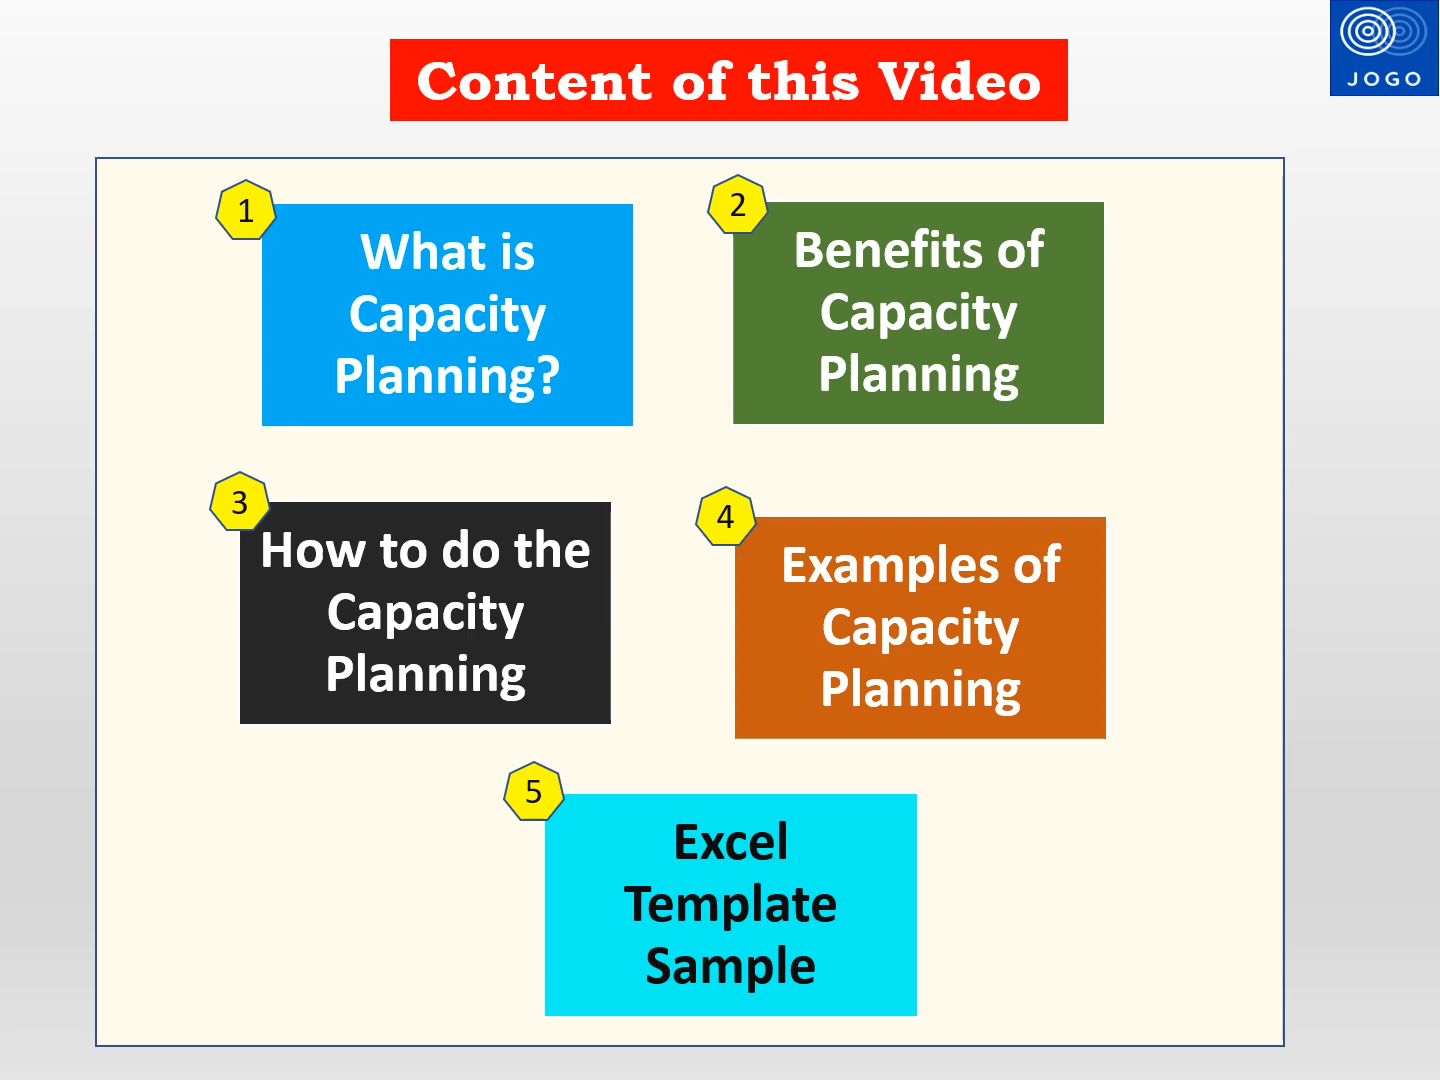 Content of this Video
JOGO
1
What is
Capacity
Planning?
2
Benefits of
Capacity
Planning
3
How to do the
Capacity
Planning
4
Examples of
Capacity
Planning
5
Excel
Template
Sample